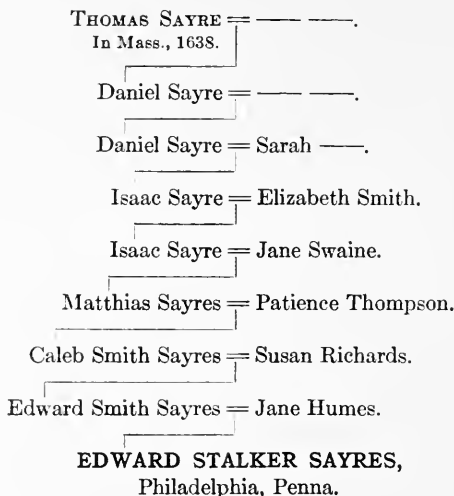 THOMAS SAYRE = — —.
In Mass., 1638.
Daniel Sayre = — —.
Daniel Sayre = Sarah —.
Isaac Sayre = Elizabeth Smith.
Isaac Sayre = Jane Swaine.
Matthias Sayres = Patience Thompson.
Caleb Smith Sayres = Susan Richards.
Edward Smith Sayres = Jane Humes.
EDWARD STALKER SAYRES,
Philadelphia, Penna.